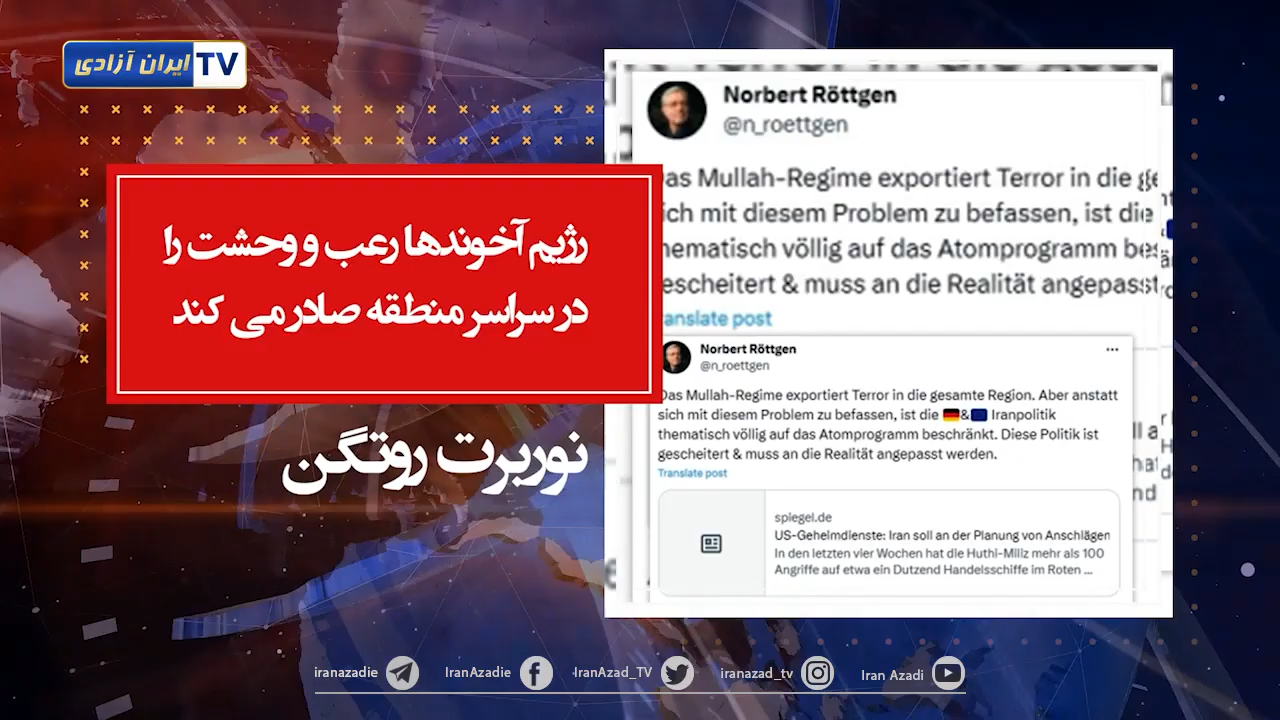 ایران آزادی TV
رژیم آخوندها رعب و وحشت را
در سراسر منطقه صادر می کند
نوربرت روتگن
Norbert Röttgen
@n_roettgen
as Mullah-Regime exportiert Terror in die
ich mit diesem Problem zu befassen, ist die
hematisch völlig auf das Atomprogramm bes
escheitert & muss an die Realität angepasst
anslate post
Norbert Röttgen
@n_roettgen
Das Mullah-Regime exportiert Terror in die gesamte Region. Aber anstatt
sich mit diesem Problem zu befassen, ist die 🇩🇪&🇪🇺 Iranpolitik
thematisch völlig auf das Atomprogramm beschränkt. Diese Politik ist
gescheitert & muss an die Realität angepasst werden.
Translate post
spiegel.de
US-Geheimdienste: Iran soll an der Planung von Anschlägen
In den letzten vier Wochen hat die Huthi-Miliz mehr als 100
Angriffe auf etwa ein Dutzend Handelsschiffe im Roten ...
iranazadie
IranAzadie
IranAzad_TV
iranazad_tv
Iran Azadi